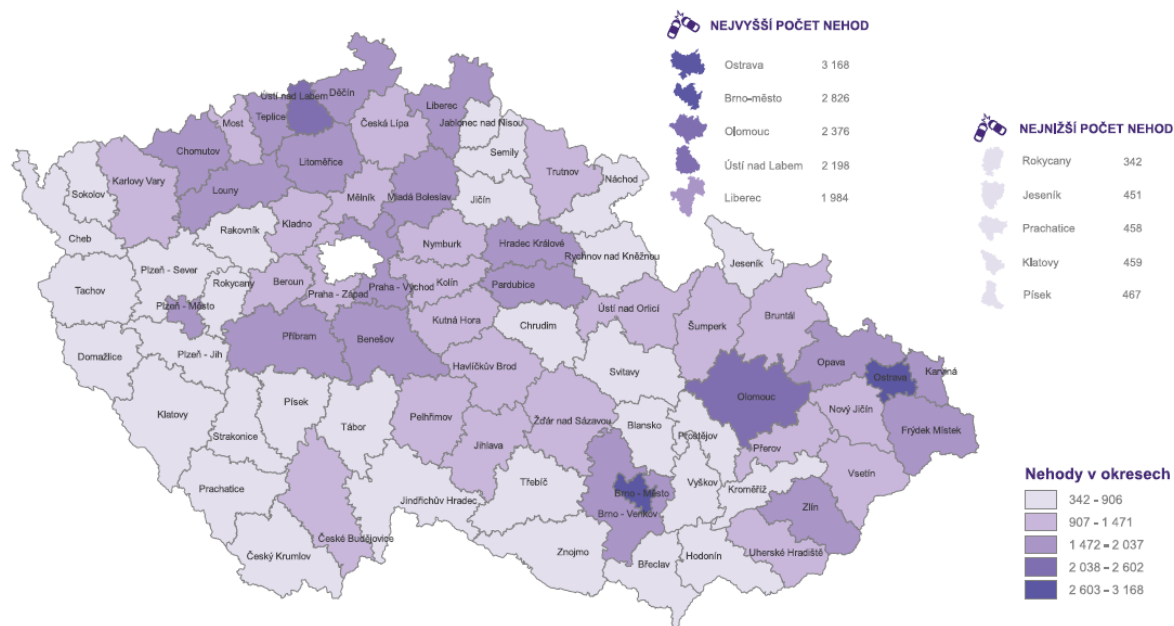 NEJVYŠŠÍ POČET NEHOD
Ostrava 3 168
Brno-město 2 826
Olomouc 2 376
Ústí nad Labem 2 198
Liberec 1 984
NEJNIŽŠÍ POČET NEHOD
Rokycany 342
Jeseník 451
Prachatice 458
Klatovy 459
Písek 467
Ústí nad Labem
Děčín
Liberec
Most
Teplice
Česká Lípa
Jablonec nad Nisou
Chomutov
Litoměřice
Semily
Trutnov
Náchod
Karlovy Vary
Sokolov
Louny
Mělník
Mladá Boleslav
Jičín
Cheb
Rakovník
Kladno
Nymburk
Hradec Králové
Rychnov nad Kněžnou
Jeseník
Plzeň - Sever
Rokycany
Beroun
Praha - Západ
Praha - Východ
Kolín
Pardubice
Tachov
Plzeň - Město
Kutná Hora
Chrudim
Ústí nad Orlicí
Šumperk
Bruntál
Domažlice
Plzeň - Jih
Příbram
Benešov
Havlíčkův Brod
Svitavy
Opava
Ostrava
Karviná
Klatovy
Písek
Tábor
Pelhřimov
Žďár nad Sázavou
Olomouc
Nový Jičín
Frýdek Místek
Strakonice
Jihlava
Blansko
Prostějov
Přerov
Vsetín
Prachatice
Jindřichův Hradec
Třebíč
Brno - Město
Vyškov
Kroměříž
Zlín
Brno - Venkov
České Budějovice
Český Krumlov
Znojmo
Břeclav
Hodonín
Uherské Hradiště
Nehody v okresech
342 – 906
907 – 1 471
1 472 – 2 037
2 038 – 2 602
2 603 – 3 168